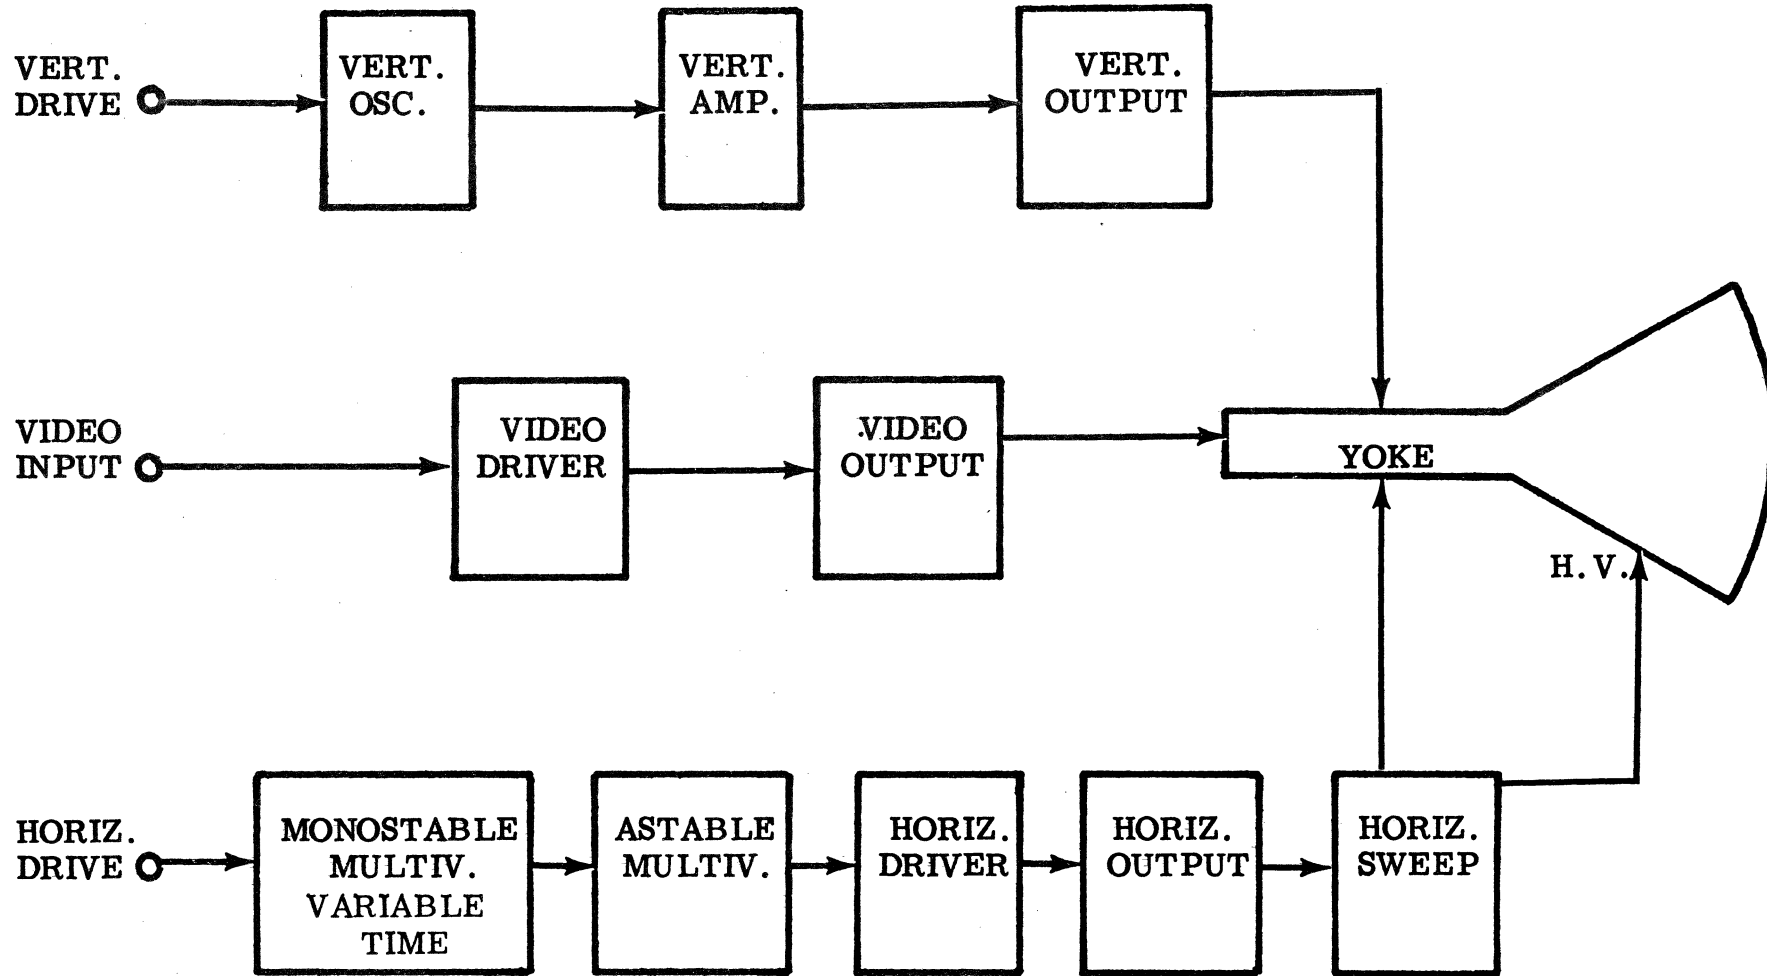 VERT.
DRIVE
VERT.
OSC.
VERT.
AMP.
VERT.
OUTPUT
VIDEO
INPUT
VIDEO
DRIVER
VIDEO
OUTPUT
YOKE
H. V.
HORIZ.
DRIVE
MONOSTABLE
MULTIV.
VARIABLE
TIME
ASTABLE
MULTIV.
HORIZ.
DRIVER
HORIZ.
OUTPUT
HORIZ.
SWEEP